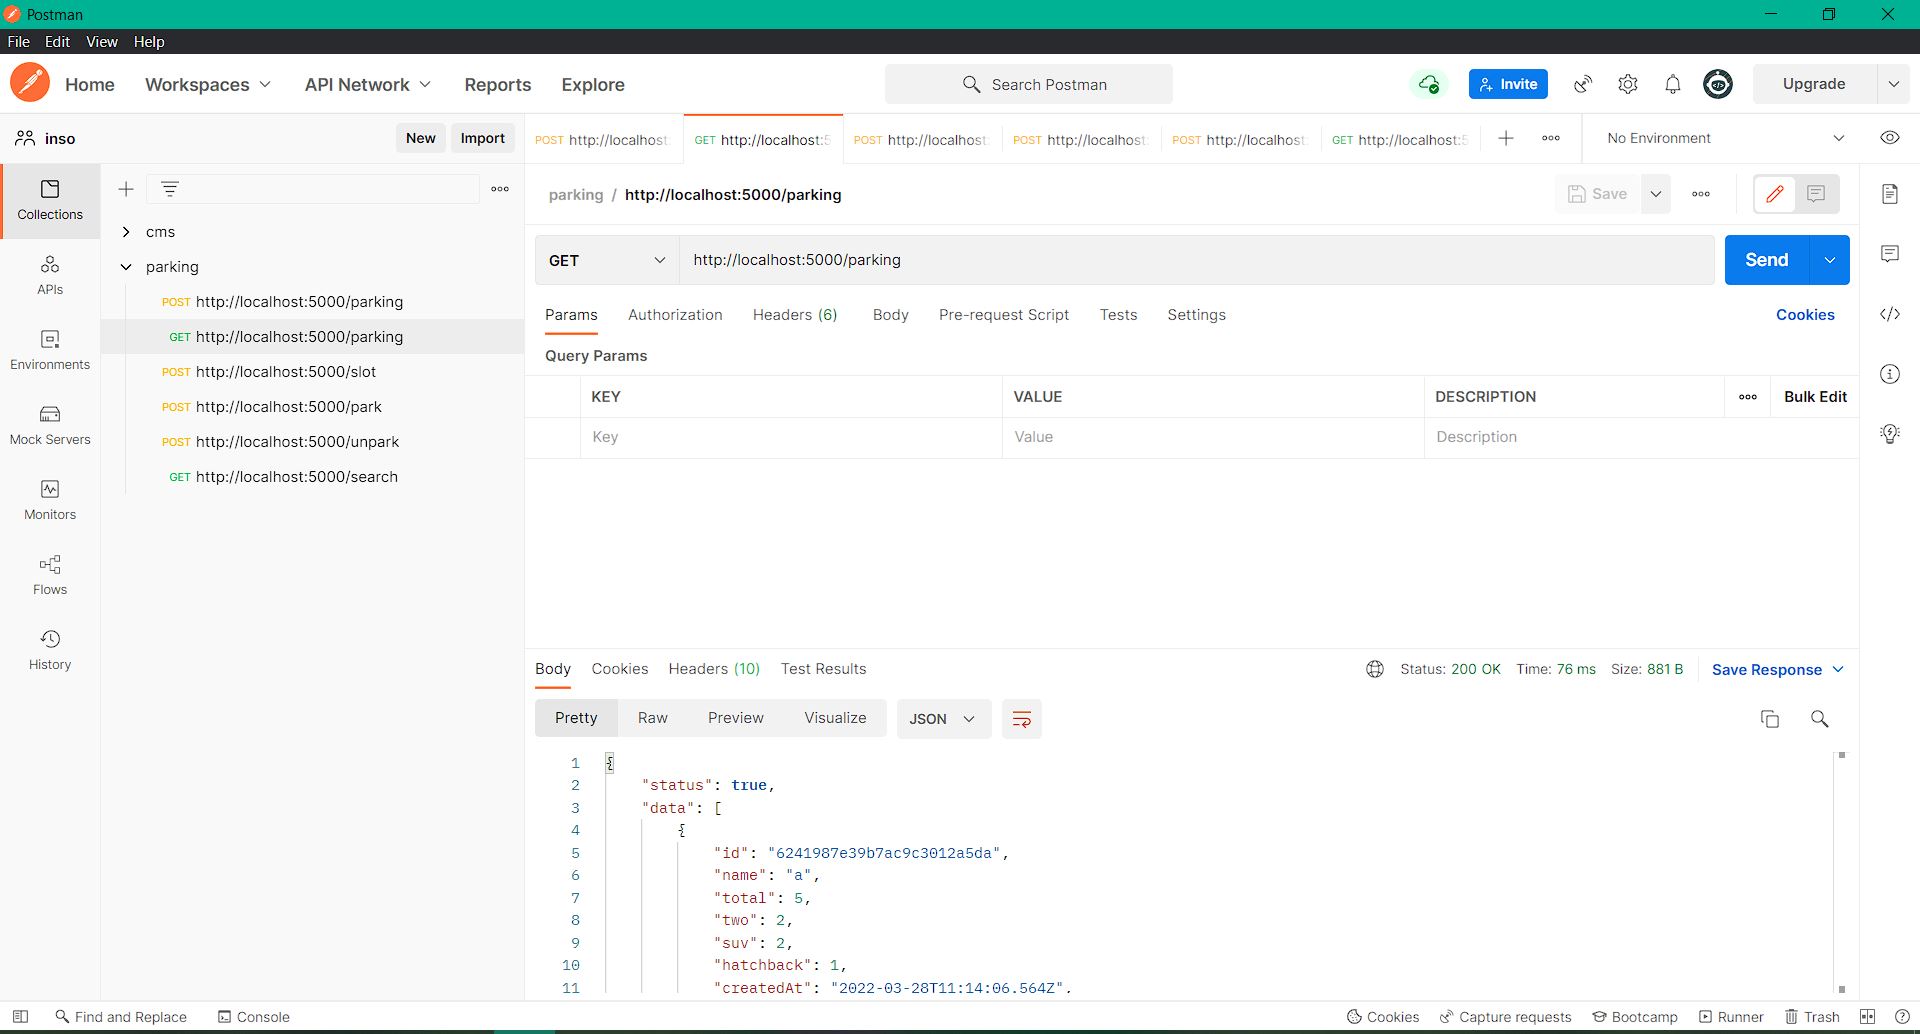 Postman
File Edit View Help
Home Workspaces API Network Reports Explore Search Postman Invite Upgrade
inso New Import
POST http://localhost: GET http://localhost:5 POST http://localhost: POST http://localhost: POST http://localhost: GET http://localhost:5 No Environment
Collections
APIs
Environments
Mock Servers
Monitors
Flows
History
cms
parking
POST http://localhost:5000/parking
GET http://localhost:5000/parking
POST http://localhost:5000/slot
POST http://localhost:5000/park
POST http://localhost:5000/unpark
GET http://localhost:5000/search
parking / http://localhost:5000/parking Save
GET http://localhost:5000/parking Send
Params Authorization Headers (6) Body Pre-request Script Tests Settings Cookies
Query Params
KEY VALUE DESCRIPTION Bulk Edit
Key Value Description
Body Cookies Headers (10) Test Results Status: 200 OK Time: 76 ms Size: 881 B Save Response
Pretty Raw Preview Visualize JSON
1 {
2 "status": true,
3 "data": [
4 {
5 "id": "6241987e39b7ac9c3012a5da",
6 "name": "a",
7 "total": 5,
8 "two": 2,
9 "suv": 2,
10 "hatchback": 1,
11 "createdAt": "2022-03-28T11:14:06.564Z",
Find and Replace Console Cookies Capture requests Bootcamp Runner Trash